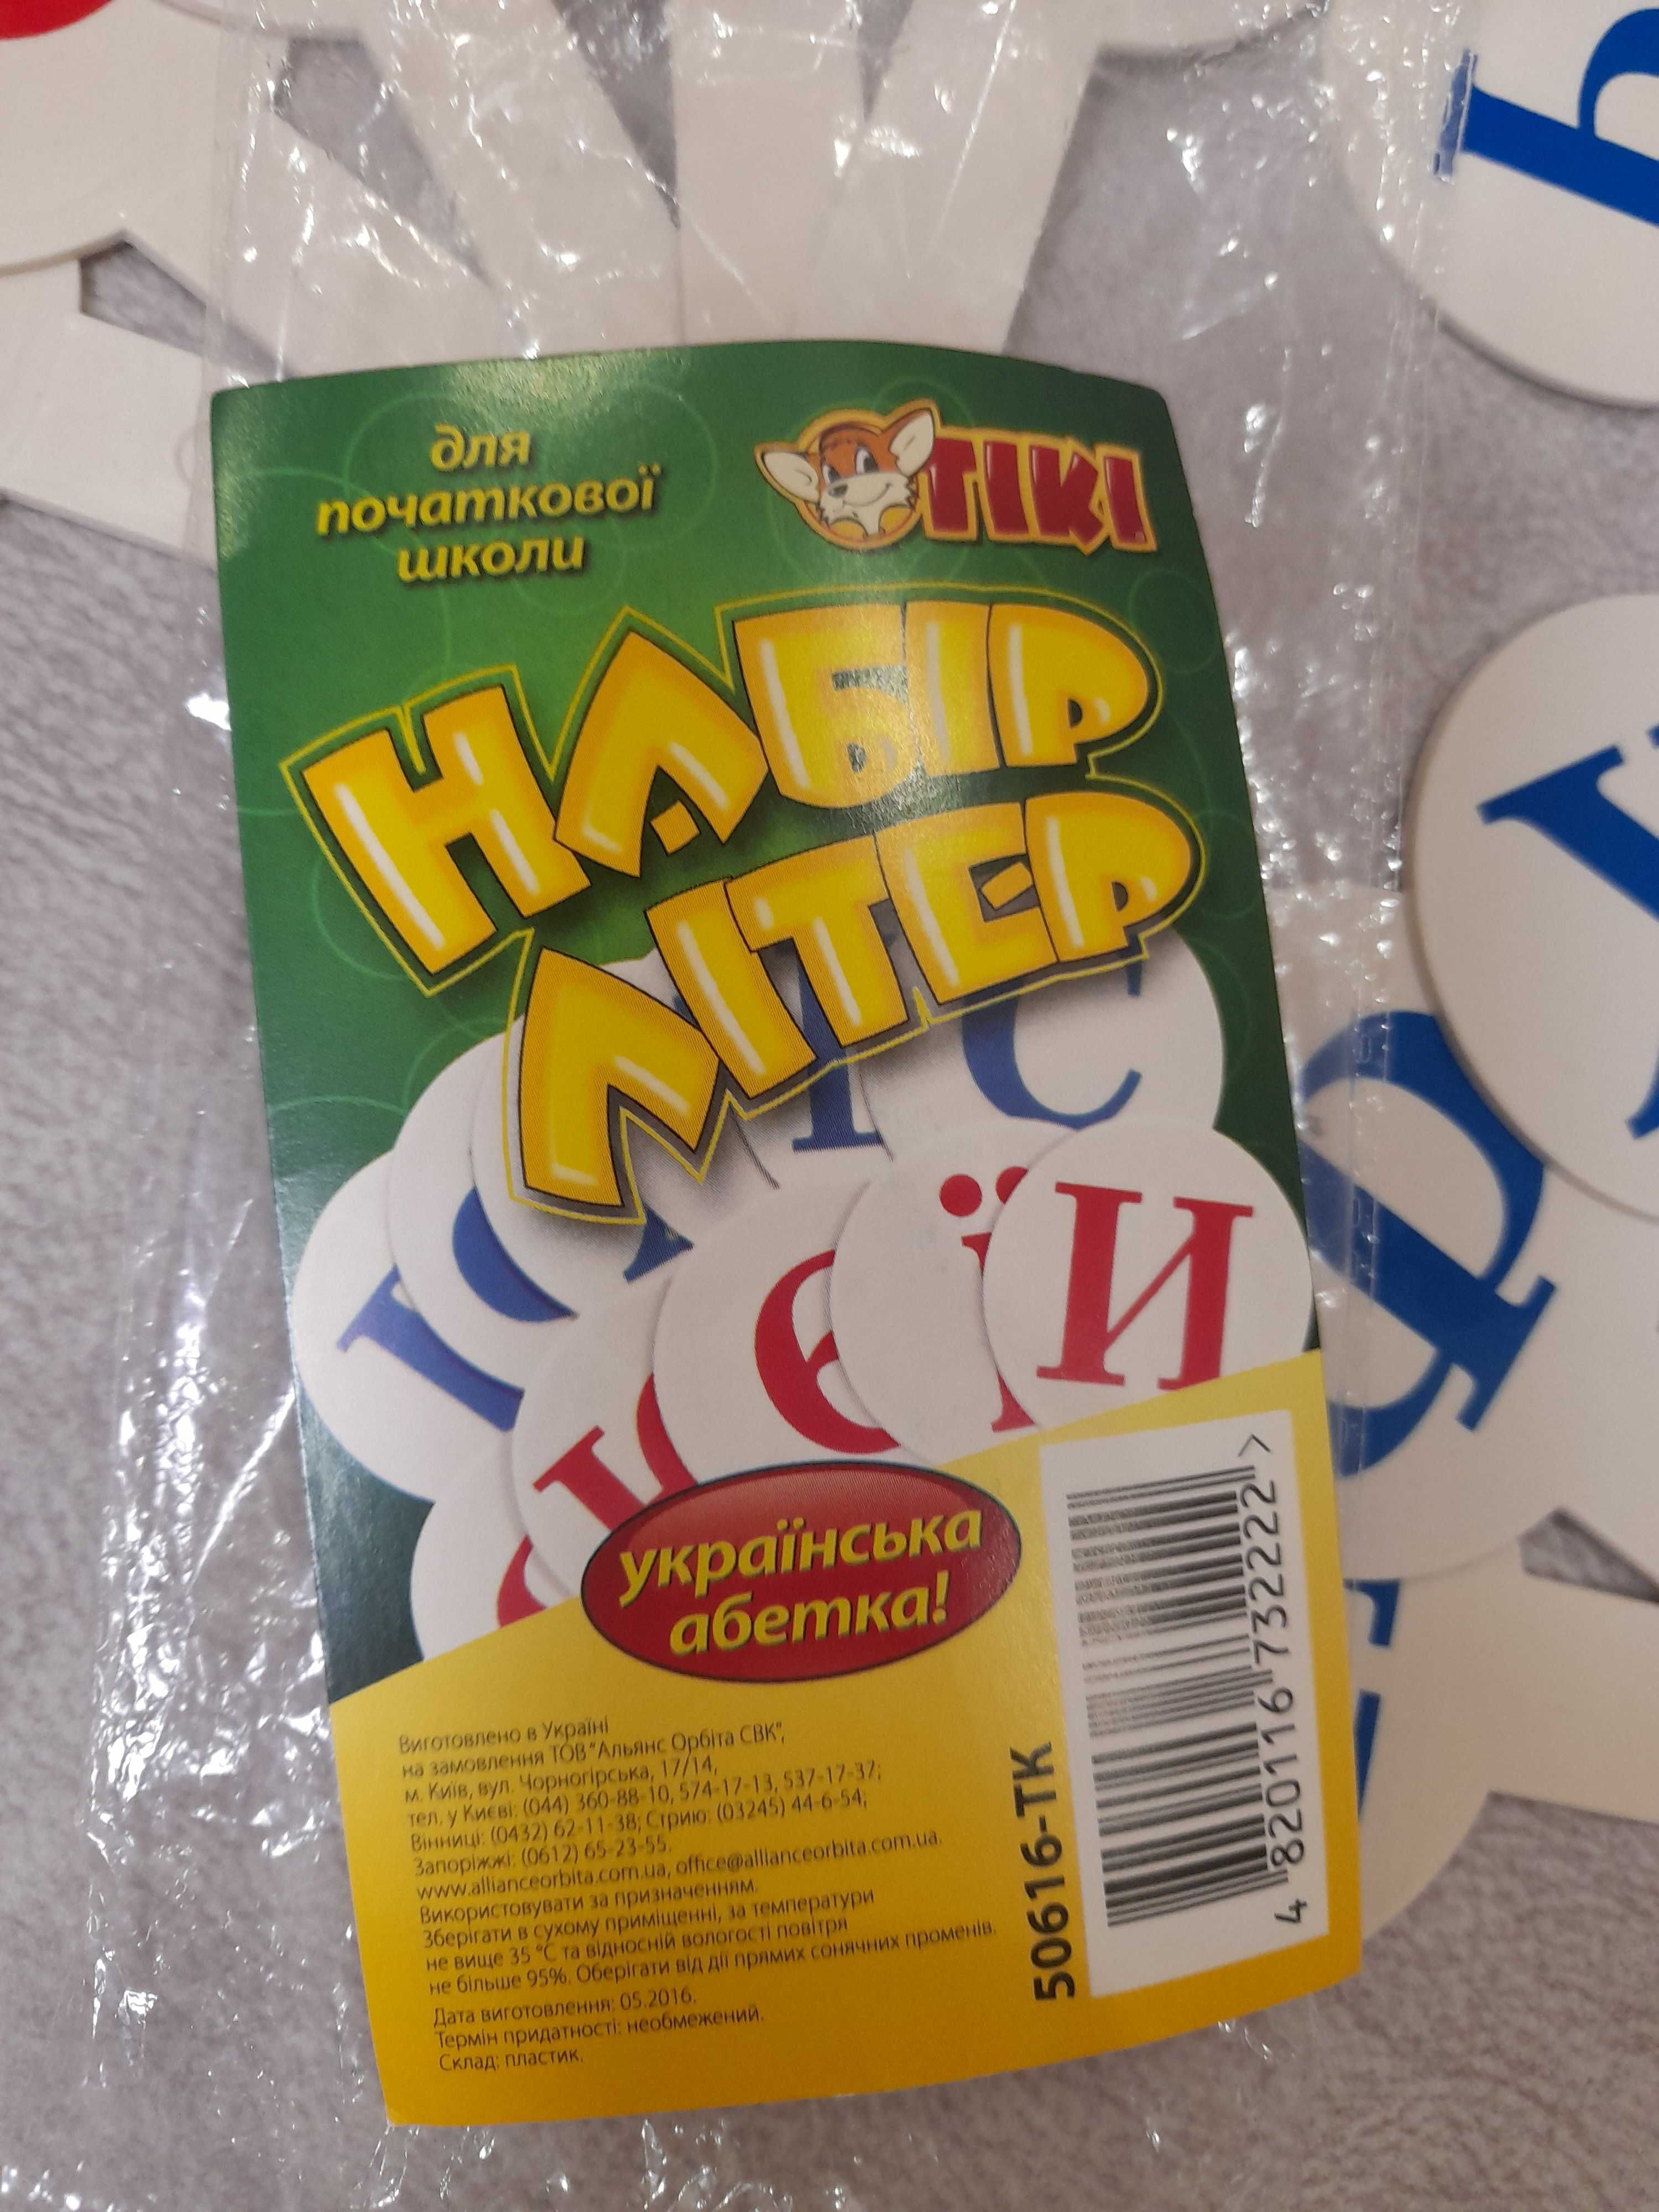 для
початкової
школи
ТІКІ
НАБІР
ЛІТЕР
С
Є
Ї
И
українська
абетка!
Виготовлено в Україні
на замовлення ТОВ "Альянс Орбіта СВК",
м. Київ, вул. Чорногірська, 17/14,
тел. у Києві: (044) 360-88-10, 574-17-13, 537-17-37;
Вінниці: (0432) 62-11-38; Стрию: (03245) 44-6-54;
Запоріжжі: (0612) 65-23-55.
www.allianceorbita.com.ua, office@allianceorbita.com.ua.
Використовувати за призначенням.
Зберігати в сухому приміщенні, за температури
не вище 35 °С та відносній вологості повітря
не більше 95%. Оберігати від дії прямих сонячних променів.
Дата виготовлення: 05.2016.
Термін придатності: необмежений.
Склад: пластик.
50616-ТК
4 820116 732222 >